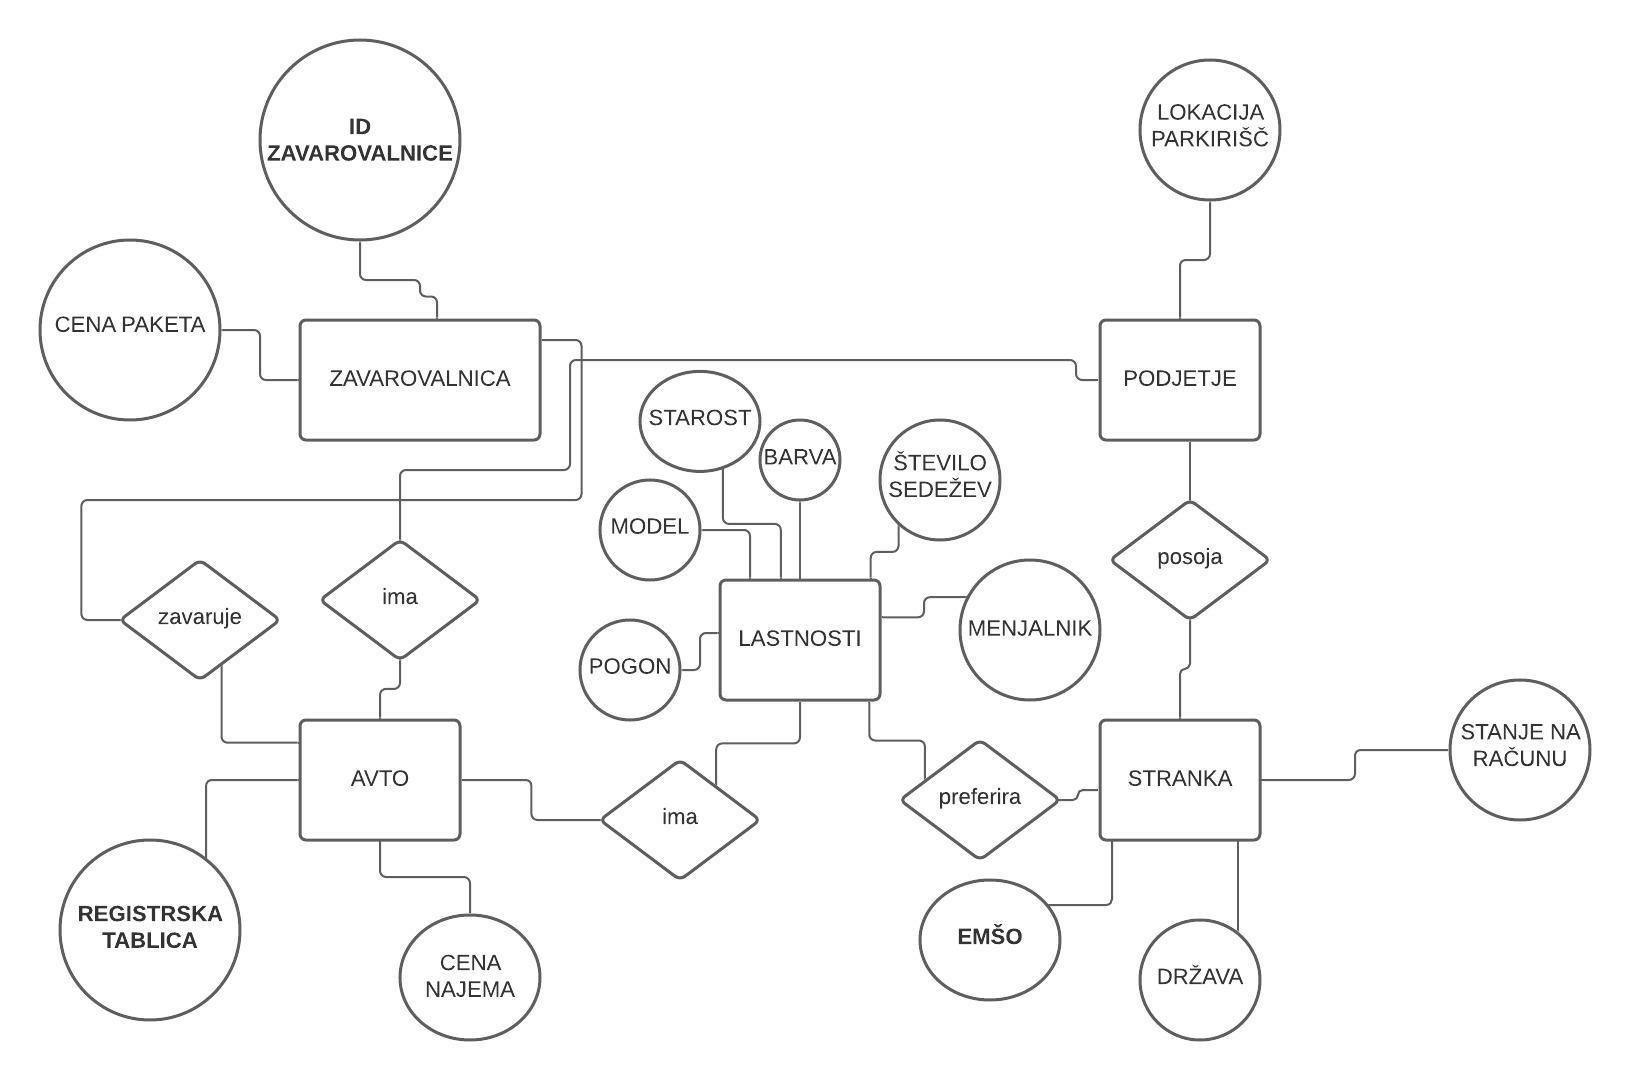 ID
ZAVAROVALNICE
LOKACIJA
PARKIRIŠČ
CENA PAKETA
ZAVAROVALNICA
PODJETJE
STAROST
BARVA
ŠTEVILO
SEDEŽEV
MODEL
posoja
zavaruje
ima
LASTNOSTI
MENJALNIK
POGON
AVTO
ima
preferira
STRANKA
STANJE NA
RAČUNU
REGISTRSKA
TABLICA
CENA
NAJEMA
EMŠO
DRŽAVA